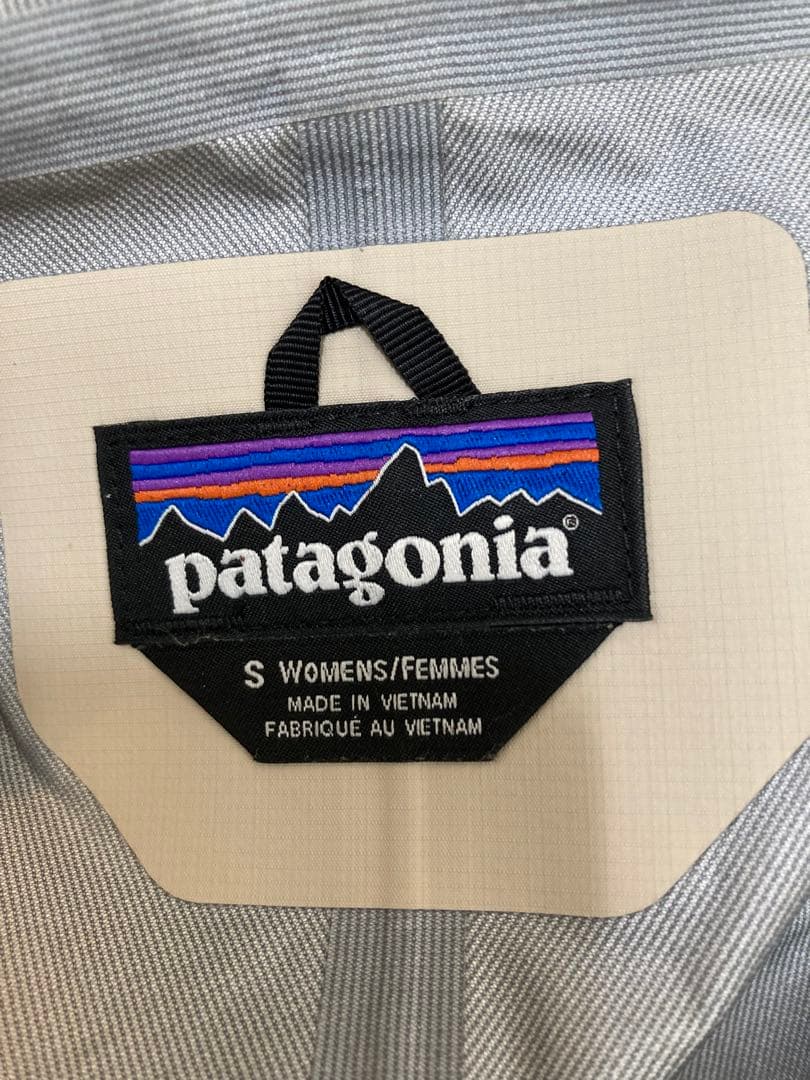 patagonia®
S WOMENS/FEMMES
MADE IN VIETNAM
FABRIQUÉ AU VIETNAM